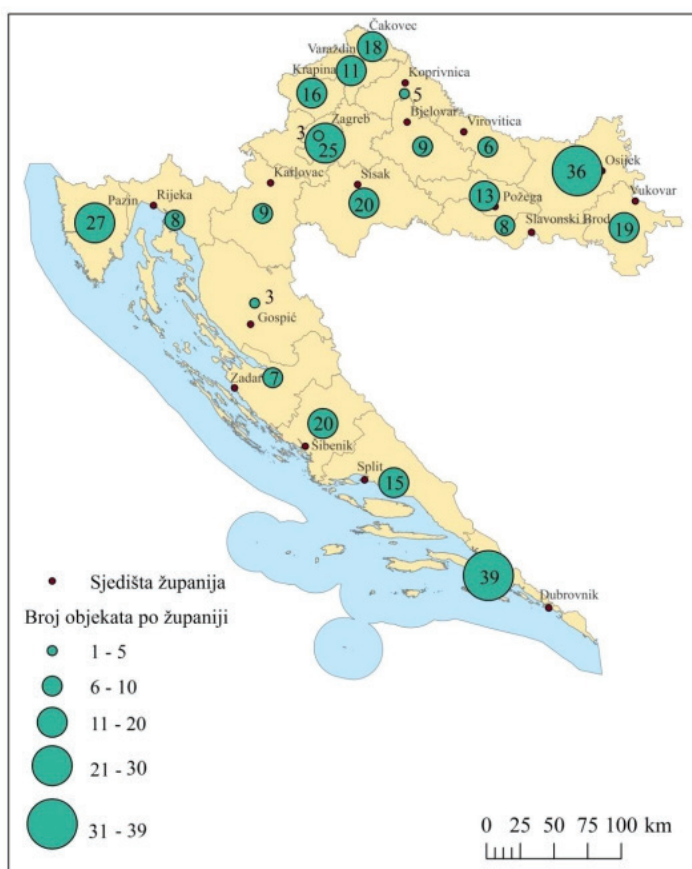 Čakovec
18
Varaždin
11
Krapina
16
Koprivnica
5
Zagreb
3
25
Bjelovar
9
Virovitica
6
Osijek
36
Karlovac
9
Sisak
20
13
Požega
8
Slavonski Brod
Vukovar
19
Pazin
27
Rijeka
8
3
Gospić
Zadar
7
20
Šibenik
Split
15
39
Dubrovnik
Sjedišta županija
Broj objekata po županiji
1 - 5
6 - 10
11 - 20
21 - 30
31 - 39
0 25 50 100 km